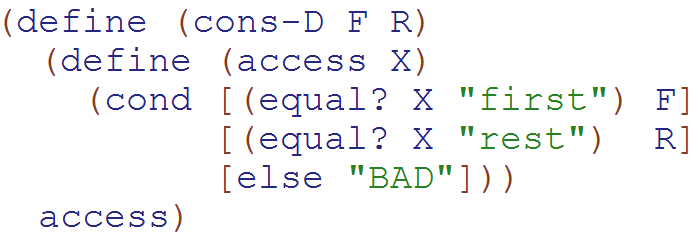 (define (cons-D F R)
  (define (access X)
    (cond [(equal? X "first") F]
          [(equal? X "rest")  R]
          [else "BAD"]))
  access)